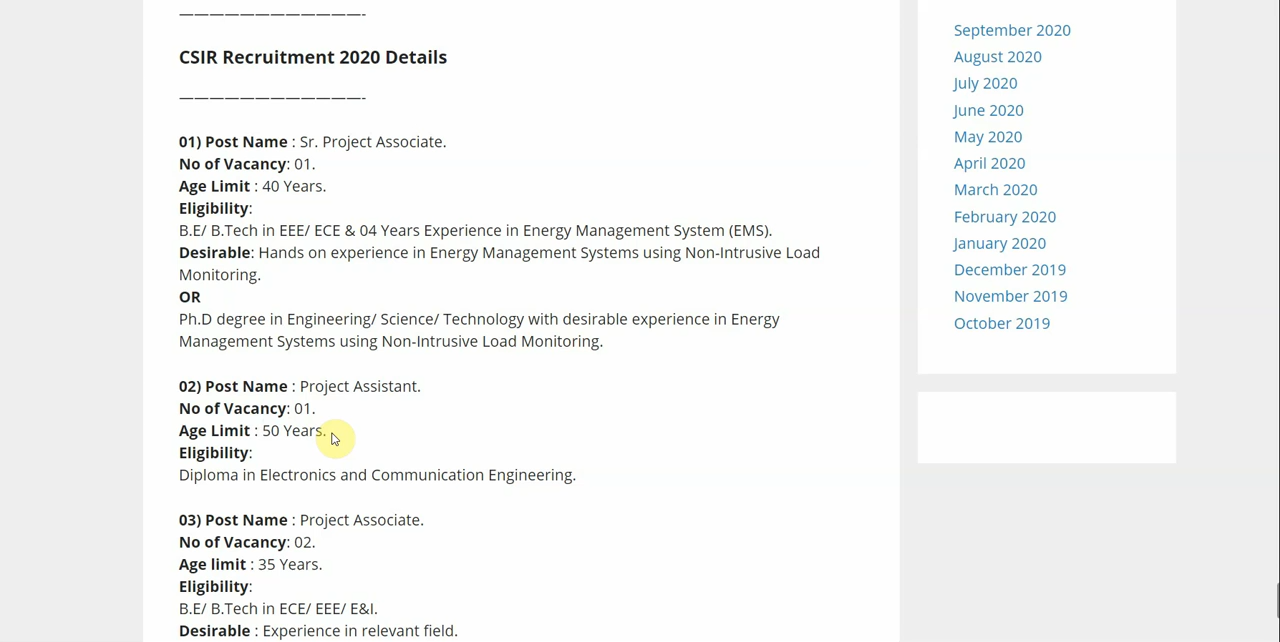 ————————————-
CSIR Recruitment 2020 Details
————————————-
01) Post Name : Sr. Project Associate.
No of Vacancy: 01.
Age Limit : 40 Years.
Eligibility:
B.E/ B.Tech in EEE/ ECE & 04 Years Experience in Energy Management System (EMS).
Desirable: Hands on experience in Energy Management Systems using Non-Intrusive Load
Monitoring.
OR
Ph.D degree in Engineering/ Science/ Technology with desirable experience in Energy
Management Systems using Non-Intrusive Load Monitoring.
02) Post Name : Project Assistant.
No of Vacancy: 01.
Age Limit : 50 Years.
Eligibility:
Diploma in Electronics and Communication Engineering.
03) Post Name : Project Associate.
No of Vacancy: 02.
Age limit : 35 Years.
Eligibility:
B.E/ B.Tech in ECE/ EEE/ E&I.
Desirable : Experience in relevant field.
September 2020
August 2020
July 2020
June 2020
May 2020
April 2020
March 2020
February 2020
January 2020
December 2019
November 2019
October 2019